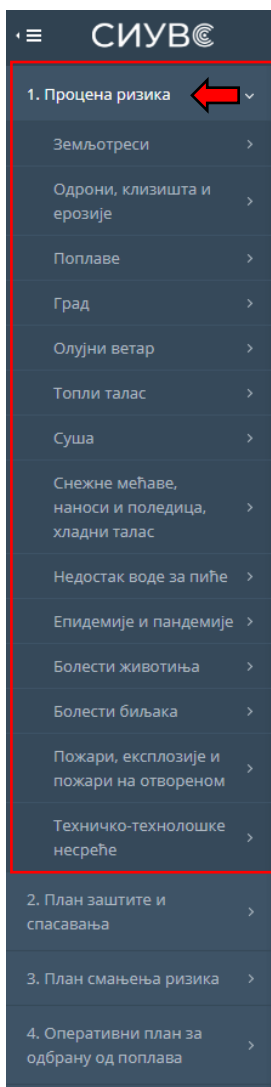 СИУВС
1. Процена ризика
Земљотреси
Одрони, клизишта и
ерозије
Поплаве
Град
Олујни ветар
Топли талас
Суша
Снежне мећаве,
наноси и поледица,
хладни талас
Недостак воде за пиће
Епидемије и пандемије
Болести животиња
Болести биљака
Пожари, експлозије и
пожари на отвореном
Техничко-технолошке
несреће
2. План заштите и
спасавања
3. План смањења ризика
4. Оперативни план за
одбрану од поплава